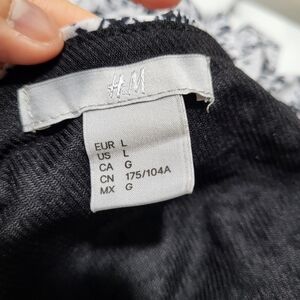 H&M
EUR L
US L
CA G
CN 175/104A
MX G